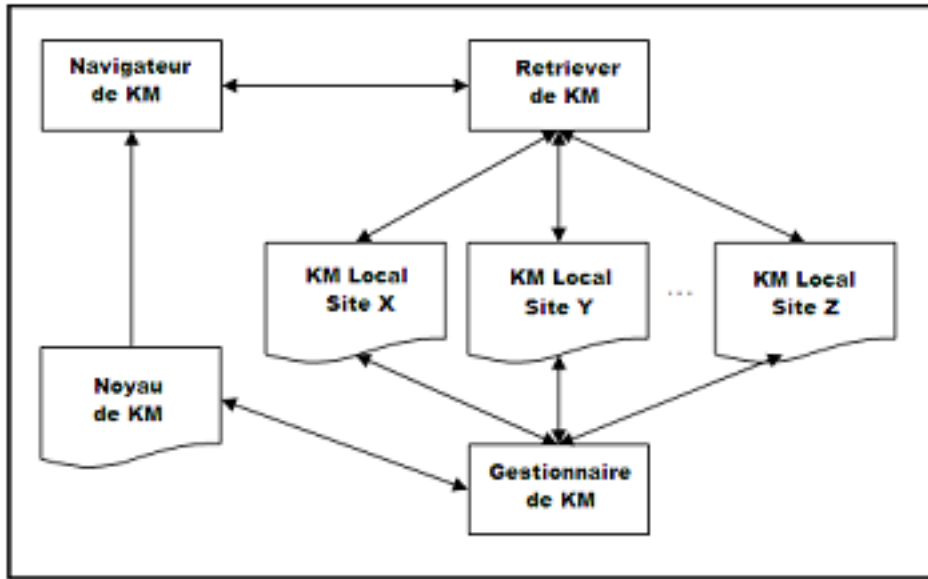 Navigateur
de KM
Retriever
de KM
KM Local
Site X
KM Local
Site Y
...
KM Local
Site Z
Noyau
de KM
Gestionnaire
de KM